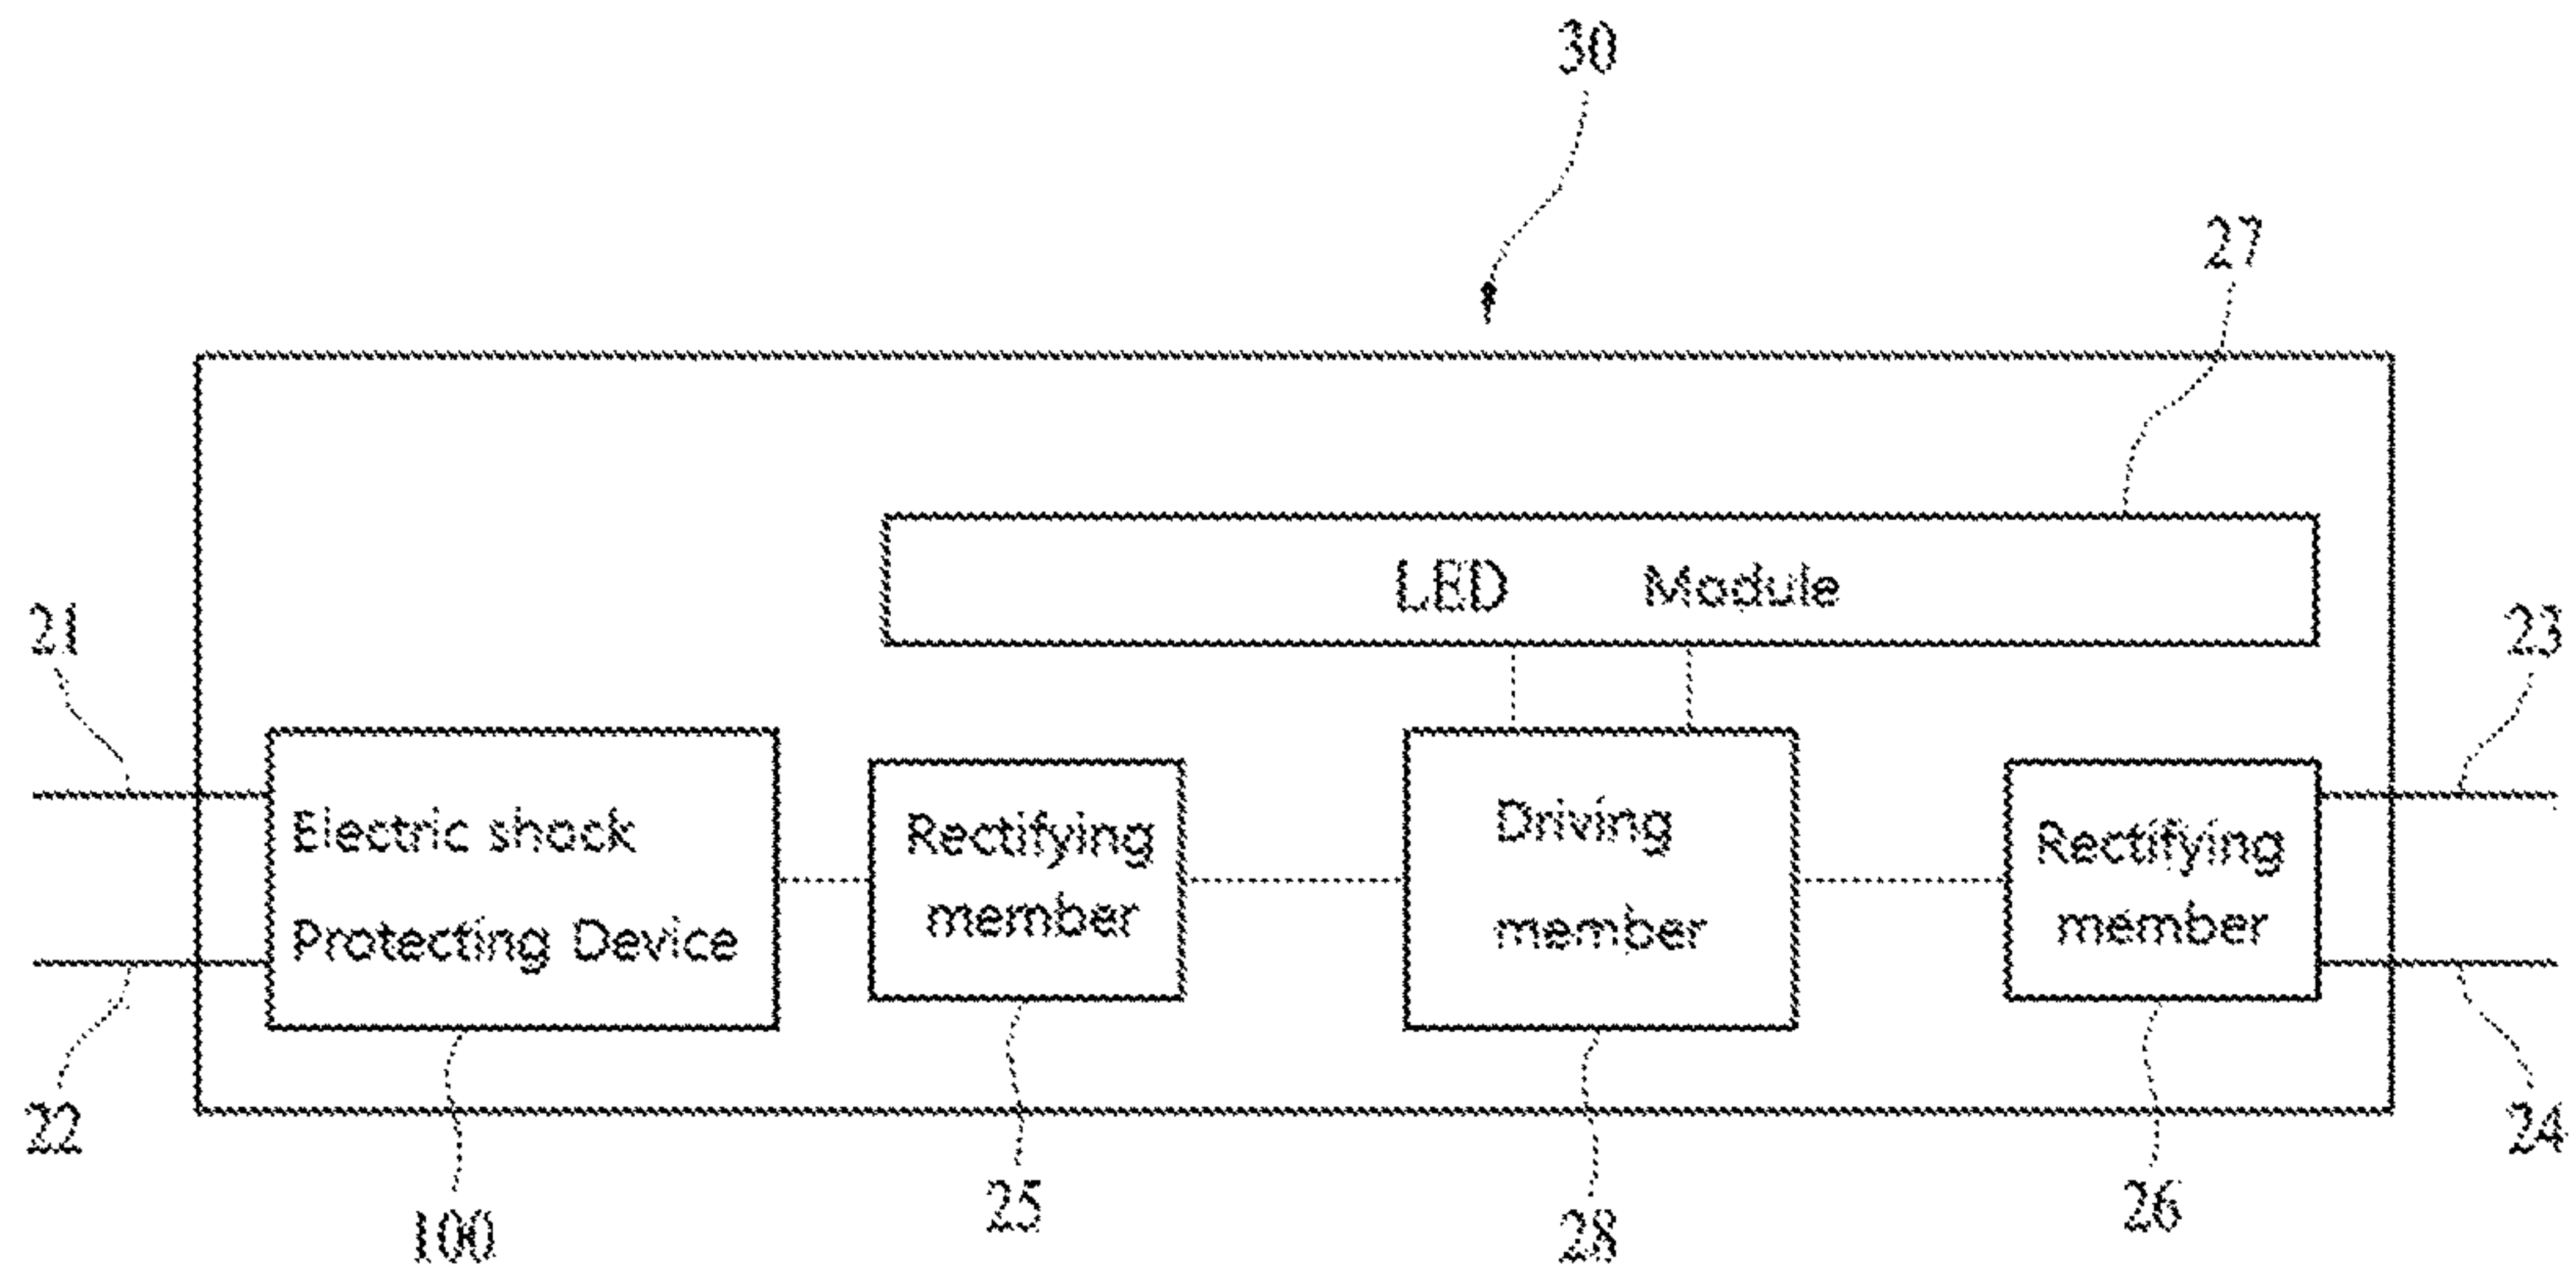 30
27
LED Module
21
23
Electric shock
Protecting Device
Rectifying
member
Driving
member
Rectifying
member
22
24
100
25
28
26